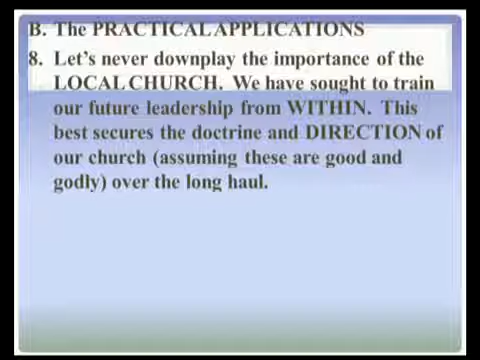 B. The PRACTICAL APPLICATIONS
8. Let's never downplay the importance of the
LOCAL CHURCH. We have sought to train
our future leadership from WITHIN. This
best secures the doctrine and DIRECTION of
our church (assuming these are good and
godly) over the long haul.